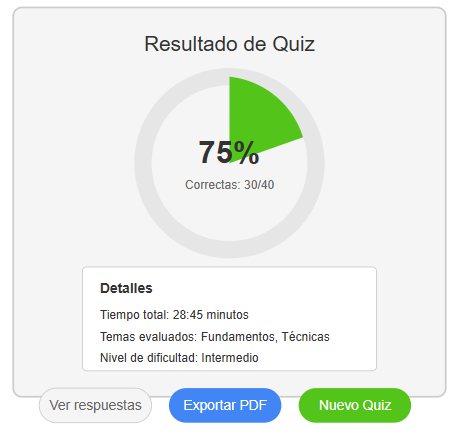 Resultado de Quiz
75%
Correctas: 30/40
Detalles
Tiempo total: 28:45 minutos
Temas evaluados: Fundamentos, Técnicas
Nivel de dificultad: Intermedio
Ver respuestas
Exportar PDF
Nuevo Quiz